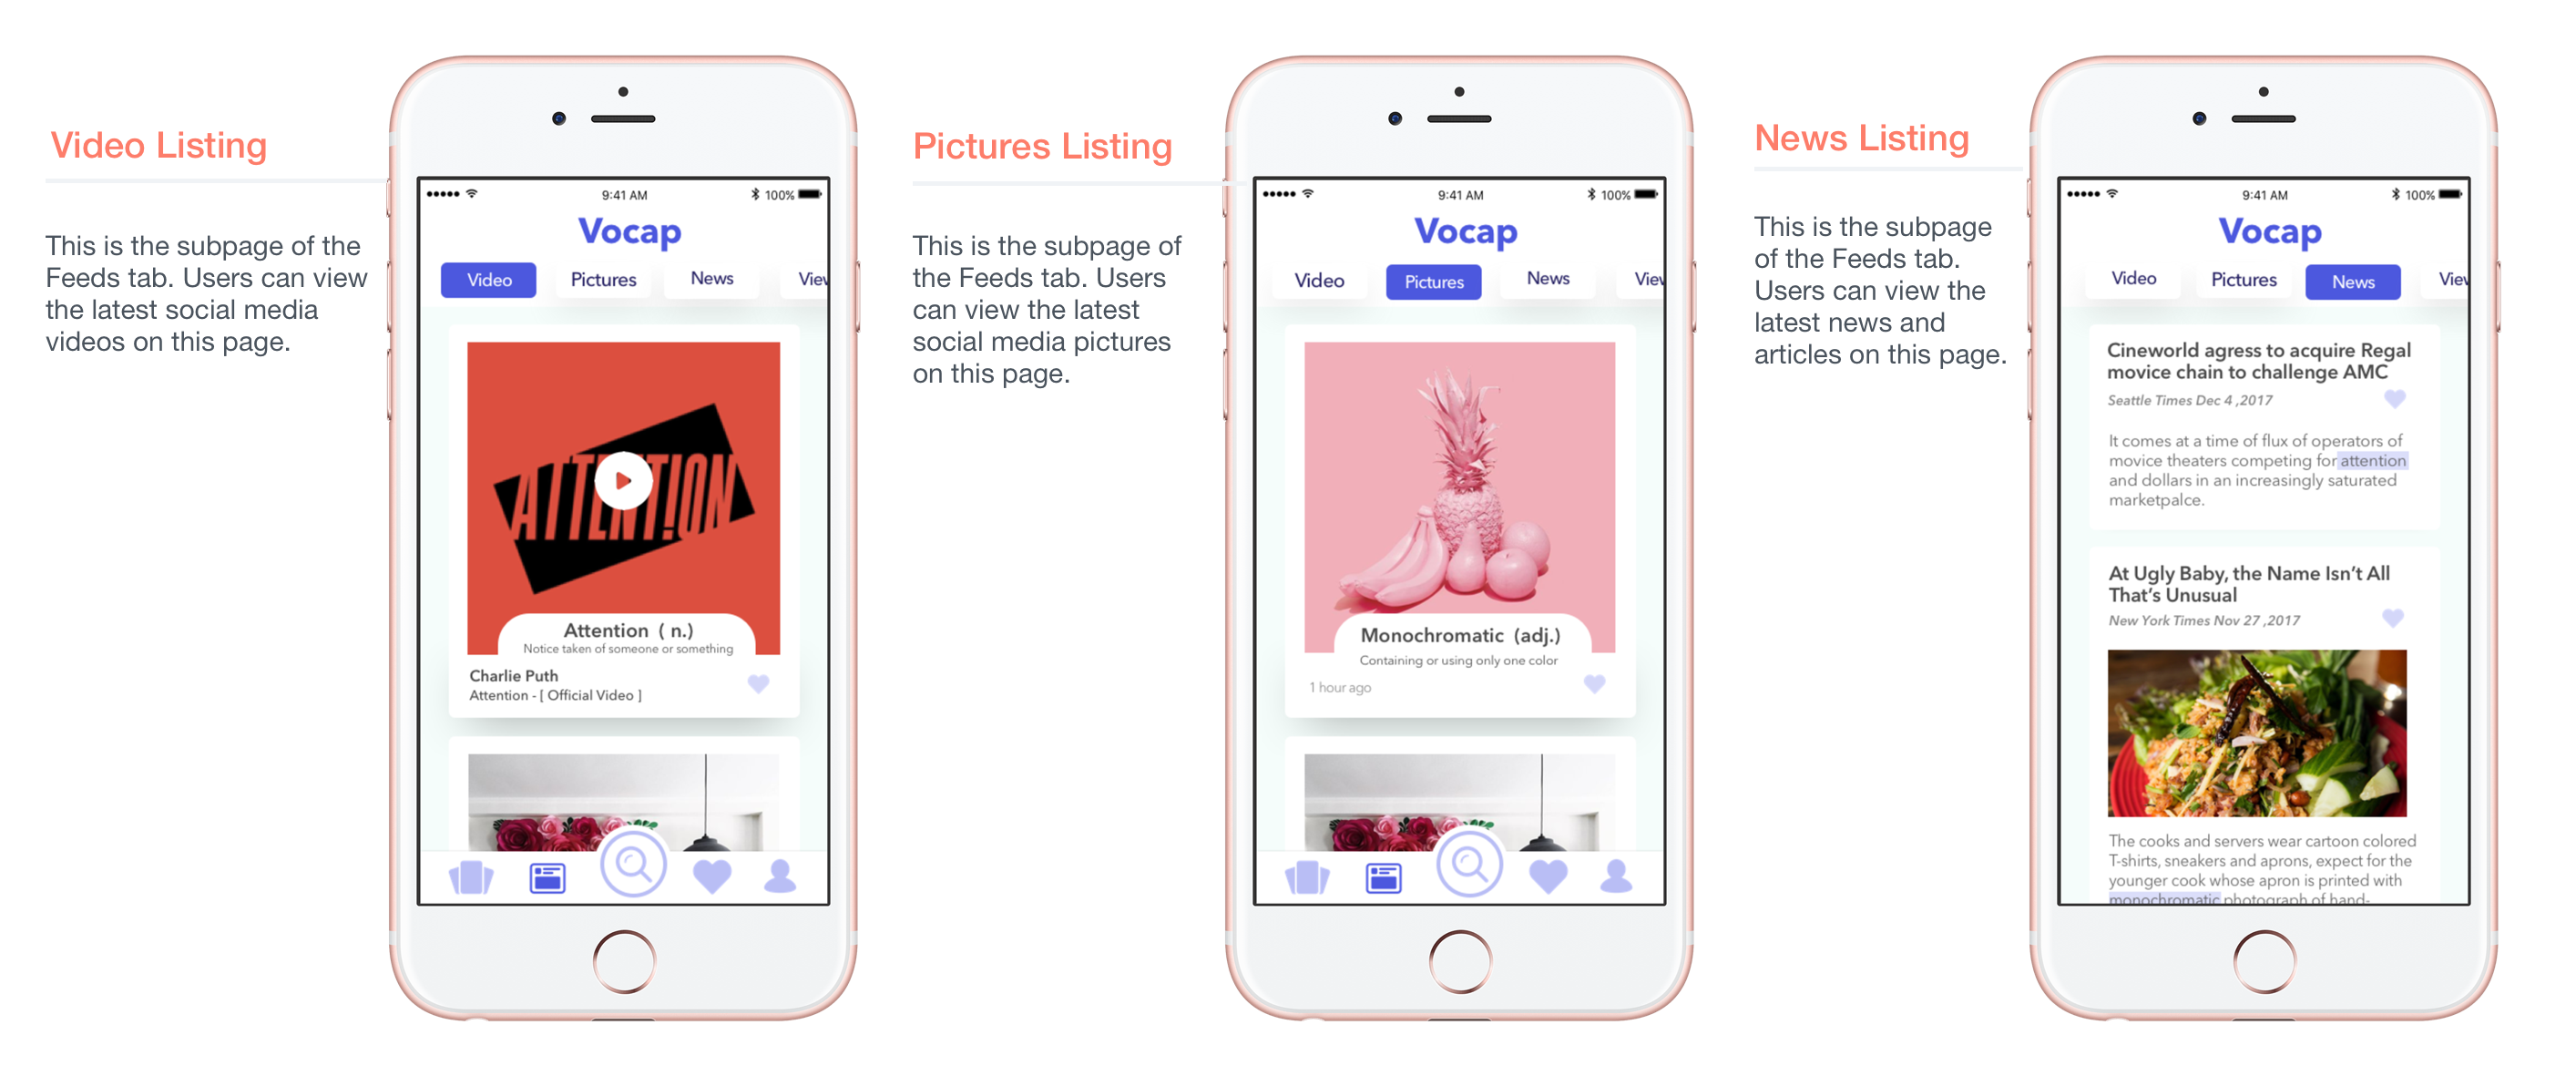 Video Listing
This is the subpage of the
Feeds tab. Users can view
the latest social media
videos on this page.
9:41 AM
100%
Vocap
Video
Pictures
News
View
ATTENTION
Attention ( n.)
Notice taken of someone or something
Charlie Puth
Attention - [ Official Video ]
Pictures Listing
This is the subpage of
the Feeds tab. Users
can view the latest
social media pictures
on this page.
9:41 AM
100%
Vocap
Video
Pictures
News
View
Monochromatic (adj.)
Containing or using only one color
1 hour ago
News Listing
This is the subpage
of the Feeds tab.
Users can view the
latest news and
articles on this page.
9:41 AM
100%
Vocap
Video
Pictures
News
View
Cineworld agress to acquire Regal
movice chain to challenge AMC
Seattle Times Dec 4 ,2017
It comes at a time of flux of operators of
movice theaters competing for attention
and dollars in an increasingly saturated
marketpalce.
At Ugly Baby, the Name Isn’t All
That’s Unusual
New York Times Nov 27 ,2017
The cooks and servers wear cartoon colored
T-shirts, sneakers and aprons, expect for the
younger cook whose apron is printed with
monochromatic photograph of hand-